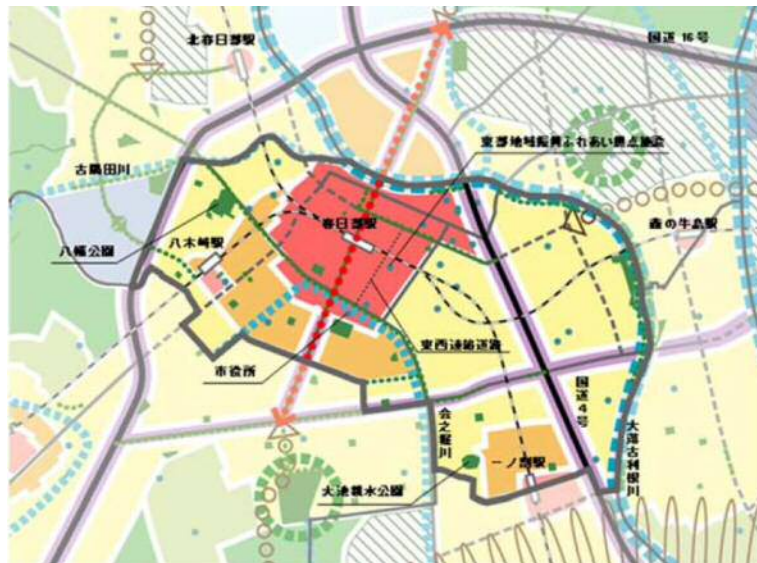 北春日部駅
国道 16号
東部地域振興ふれあい拠点施設
古隅田川
春日部駅
藤の牛島駅
八木崎駅
八幡公園
市役所
東西連絡道路
国道4号
会之堀川
大落古利根川
一ノ割駅
大池親水公園